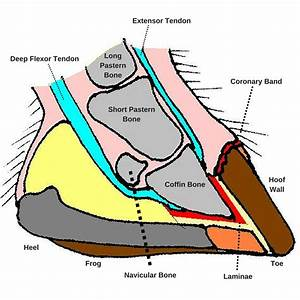 Extensor Tendon
Long
Pastern
Bone
Deep Flexor Tendon
Coronary Band
Short Pastern
Bone
Hoof
Wall
Coffin Bone
Heel
Frog
Toe
Navicular Bone
Laminae